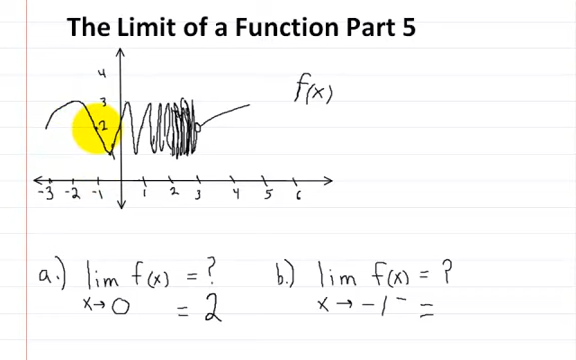 The Limit of a Function Part 5
4
3
2
f(x)
-3 -2 -1 1 2 3 4 5 6
a.) lim f(x) = ? b.) lim f(x) = ?
x→0 = 2 x→-1⁻ =